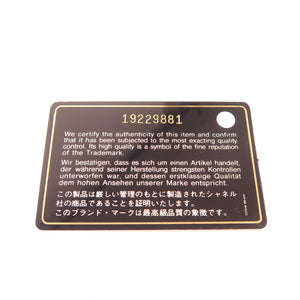 19229881
We certify the authenticity of this item and confirm
that it has been subjected to the most exacting quality
control. Its high quality is a symbol of the fine reputation
of the Trademark.
Wir bestätigen, dass es sich um einen Artikel handelt,
der während seiner Herstellung strengsten Kontrollen
unterworfen war, und dessen erstklassige Qualität
dem hohen Ansehen unserer Marke entspricht.
この製品は厳しい管理のもとに製造されたシャネル
社の商品であることを証明いたします。
このブランド・マークは最高級品質の象徴です。